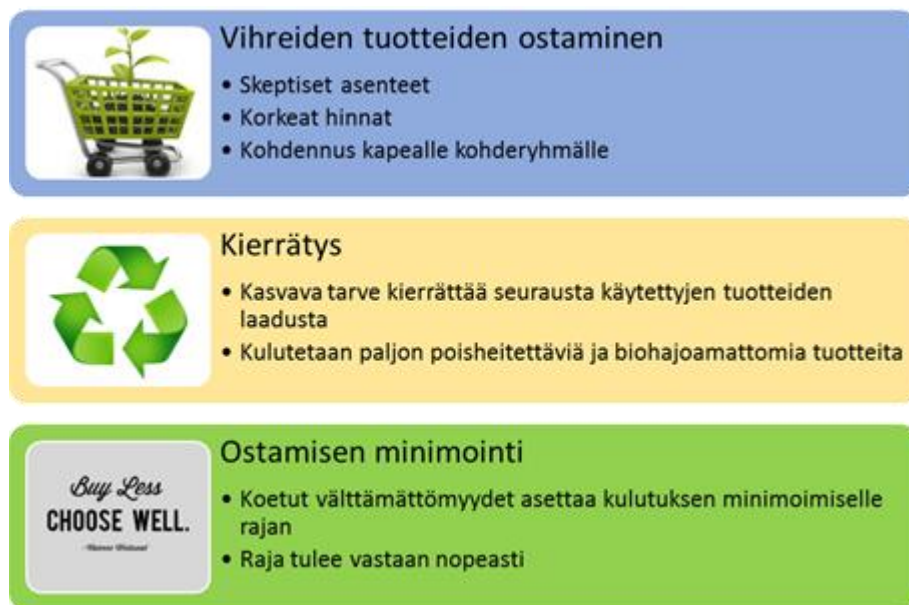 Vihreiden tuotteiden ostaminen
• Skeptiset asenteet
• Korkeat hinnat
• Kohdennus kapealle kohderyhmälle
Kierrätys
• Kasvava tarve kierrättää seurausta käytettyjen tuotteiden
laadusta
• Kulutetaan paljon poisheitettäviä ja biohajoamattomia tuotteita
Ostamisen minimointi
• Koetut välttämättömyydet asettaa kulutuksen minimoimiselle
rajan
• Raja tulee vastaan nopeasti
Buy Less
CHOOSE WELL.